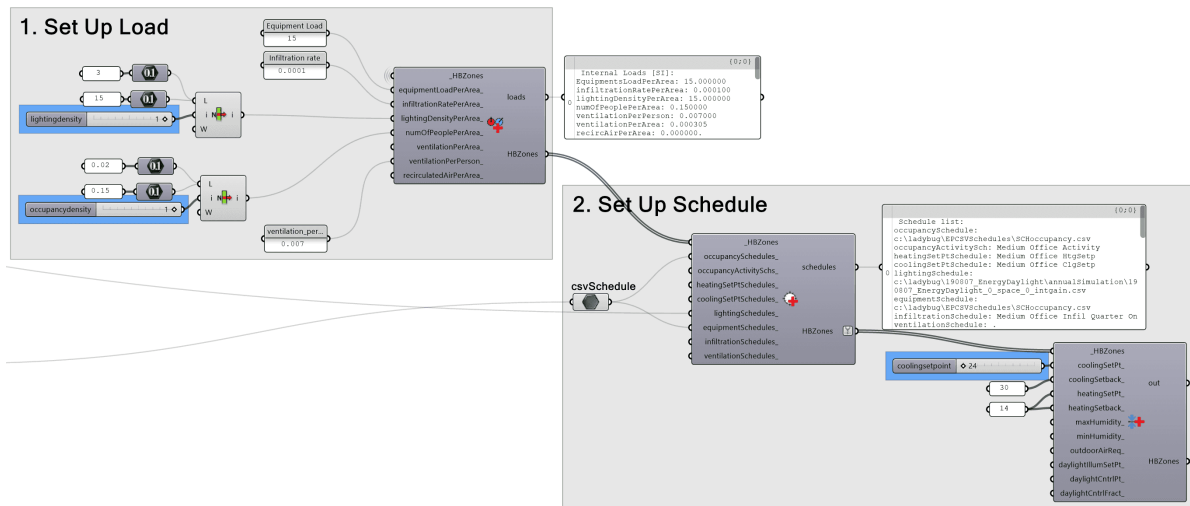 1. Set Up Load
Equipment Load
15
Infiltration rate
0.0001
3
0.1
15
0.1
lightingdensity
1
L
i
N
i
W
0.02
0.1
0.15
0.1
occupancydensity
1
L
i
N
i
W
ventilation_per...
0.007
_HBZones
equipmentLoadPerArea_
infiltrationRatePerArea_
lightingDensityPerArea_
numOfPeoplePerArea_
ventilationPerArea_
ventilationPerPerson_
recirculatedAirPerArea_
loads
HBZones
{0;0}
0
Internal Loads [SI]:
EquipmentsLoadPerArea: 15.000000
infiltrationRatePerArea: 0.000100
lightingDensityPerArea: 15.000000
numOfPeoplePerArea: 0.150000
ventilationPerPerson: 0.007000
ventilationPerArea: 0.000305
recircAirPerArea: 0.000000.
2. Set Up Schedule
csvSchedule
_HBZones
occupancySchedules_
occupancyActivitySchs_
heatingSetPtSchedules_
coolingSetPtSchedules_
lightingSchedules_
equipmentSchedules_
infiltrationSchedules_
ventilationSchedules_
schedules
HBZones
{0;0}
0
Schedule list:
occupancySchedule:
c:\ladybug\EPCSVSchedules\SCHoccupancy.csv
occupancyActivitySch: Medium Office Activity
heatingSetPtSchedule: Medium Office HtgSetp
coolingSetPtSchedule: Medium Office ClgSetp
lightingSchedule:
c:\ladybug\190807_EnergyDaylight\annualSimulation\19
0807_EnergyDaylight_0_space_0_intgain.csv
equipmentSchedule:
c:\ladybug\EPCSVSchedules\SCHoccupancy.csv
infiltrationSchedule: Medium Office Infil Quarter On
ventilationSchedule: .
coolingsetpoint
24
30
14
_HBZones
coolingSetPt_
coolingSetback_
heatingSetPt_
heatingSetback_
maxHumidity_
minHumidity_
outdoorAirReq_
daylightIllumSetPt_
daylightCntrlPt_
daylightCntrlFract_
out
HBZones